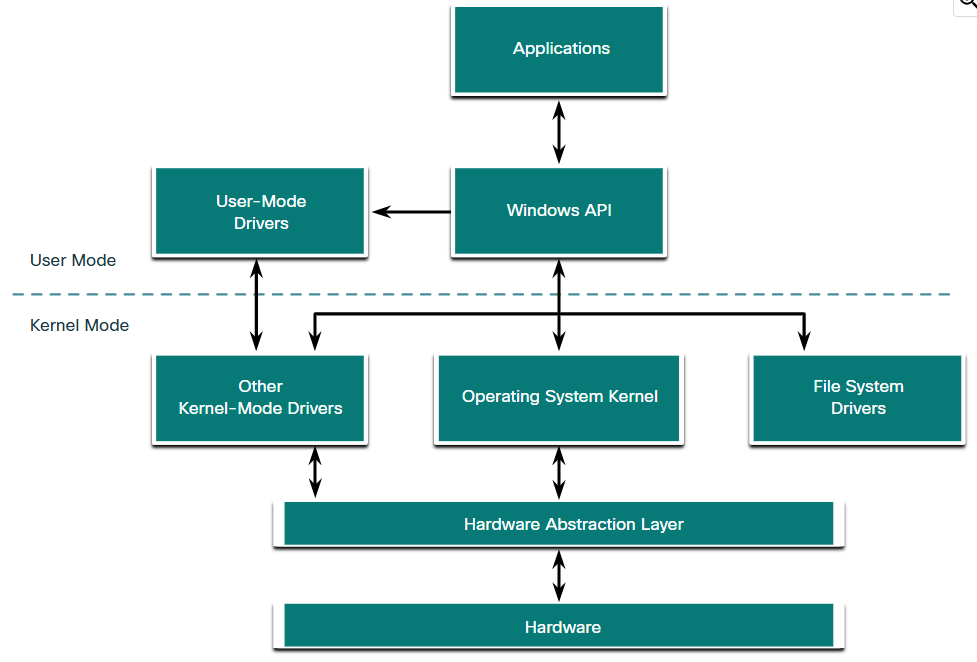 Applications
User-Mode
Drivers
Windows API
User Mode
Kernel Mode
Other
Kernel-Mode Drivers
Operating System Kernel
File System
Drivers
Hardware Abstraction Layer
Hardware